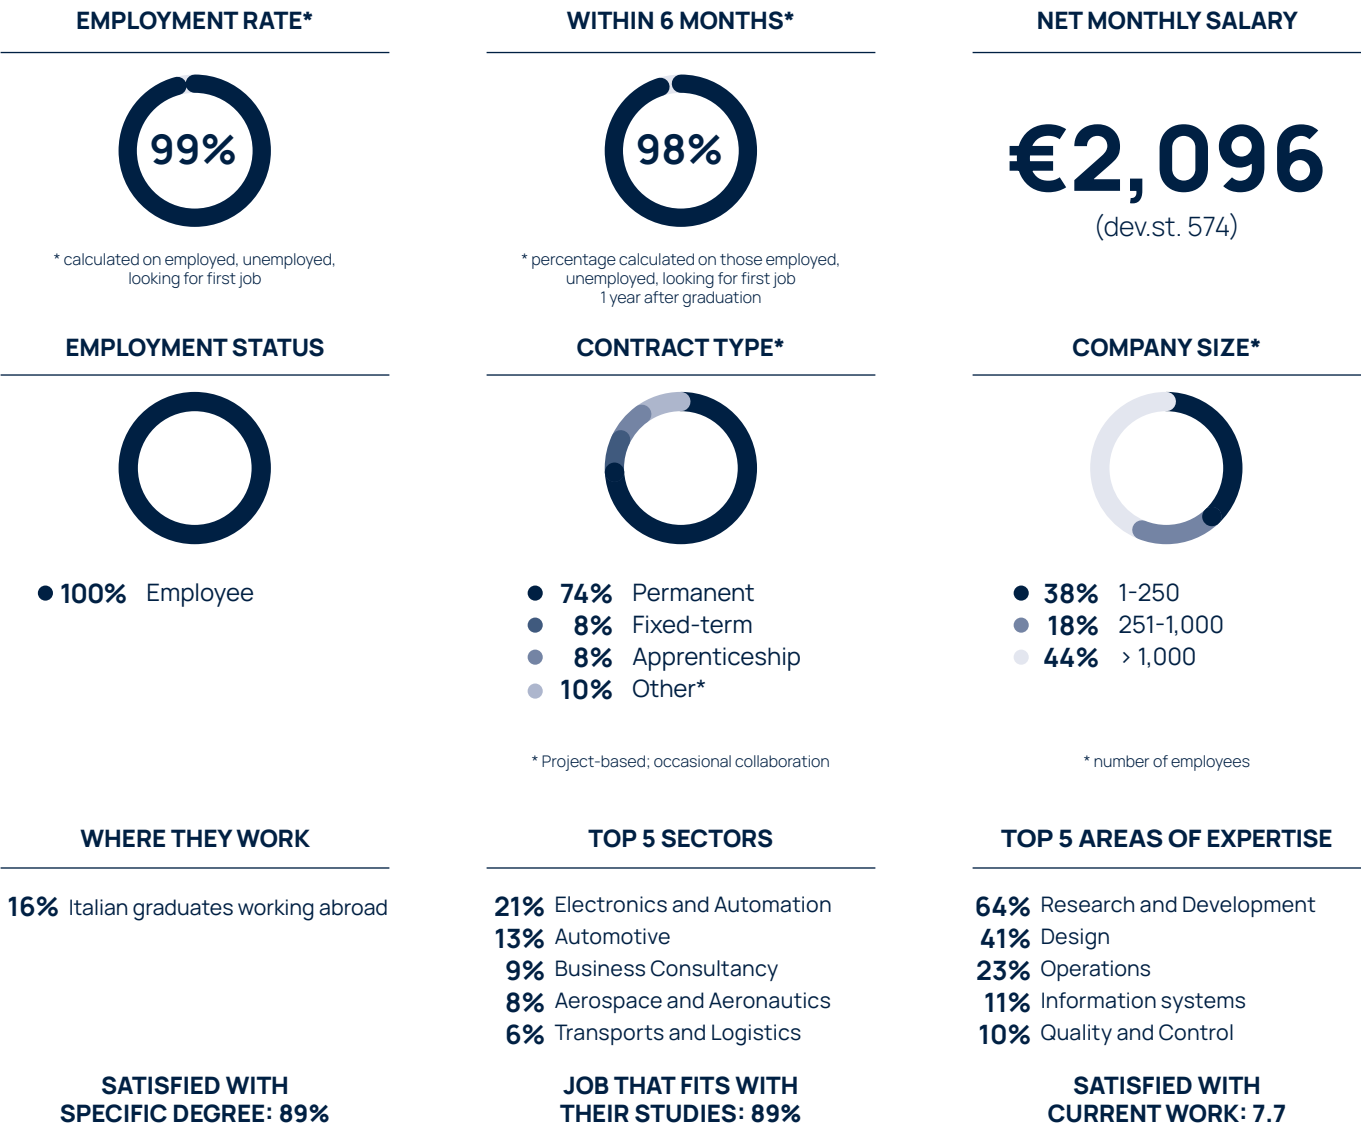 EMPLOYMENT RATE*
99%
* calculated on employed, unemployed,
looking for first job
WITHIN 6 MONTHS*
98%
* percentage calculated on those employed,
unemployed, looking for first job
1 year after graduation
NET MONTHLY SALARY
€2,096
(dev.st. 574)
EMPLOYMENT STATUS
100% Employee
CONTRACT TYPE*
74% Permanent
8% Fixed-term
8% Apprenticeship
10% Other*
* Project-based; occasional collaboration
COMPANY SIZE*
38% 1-250
18% 251-1,000
44% > 1,000
* number of employees
WHERE THEY WORK
16% Italian graduates working abroad
TOP 5 SECTORS
21% Electronics and Automation
13% Automotive
9% Business Consultancy
8% Aerospace and Aeronautics
6% Transports and Logistics
TOP 5 AREAS OF EXPERTISE
64% Research and Development
41% Design
23% Operations
11% Information systems
10% Quality and Control
SATISFIED WITH
SPECIFIC DEGREE: 89%
JOB THAT FITS WITH
THEIR STUDIES: 89%
SATISFIED WITH
CURRENT WORK: 7.7